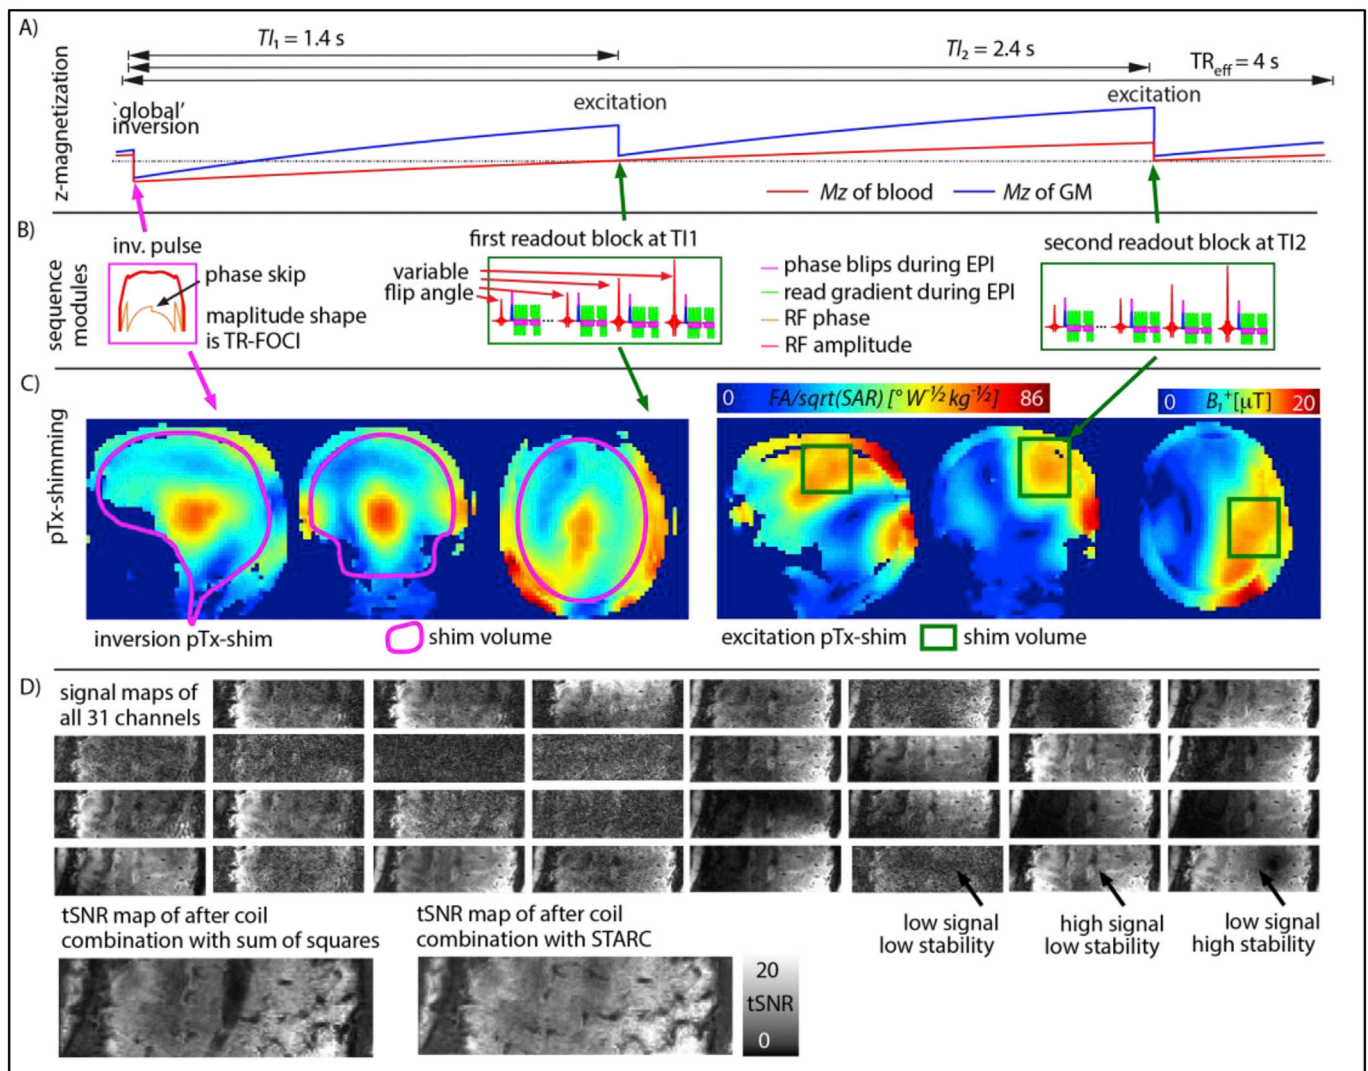 A)
TI₁ = 1.4 s
TI₂ = 2.4 s
TR_eff = 4 s
z-magnetization
`global'
inversion
excitation
excitation
Mz of blood
Mz of GM
B)
sequence
modules
inv. pulse
phase skip
maplitude shape
is TR-FOCI
first readout block at TI1
variable
flip angle
...
phase blips during EPI
read gradient during EPI
RF phase
RF amplitude
second readout block at TI2
...
C)
pTx-shimming
0 FA/sqrt(SAR) [° W^-½ kg^-½] 86
0 B₁⁺[μT] 20
inversion pTx-shim
shim volume
excitation pTx-shim
shim volume
D)
signal maps of
all 31 channels
low signal
low stability
high signal
low stability
low signal
high stability
tSNR map of after coil
combination with sum of squares
tSNR map of after coil
combination with STARC
20
tSNR
0